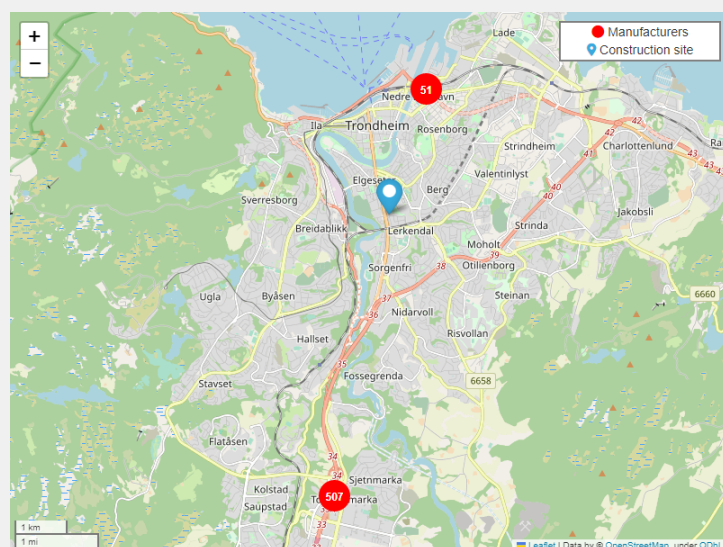 +
−
Manufacturers
Construction site
Lade
51
Nedre
Ila
Trondheim
Rosenborg
42
Strindheim
Charlottenlund
42
43
43
Valentinlyst
Elgeseter
Berg
40
40
Sverresborg
Jakobsli
Breidablikk
Lerkendal
Strinda
Moholt
39
38
Otilienborg
Sorgenfri
Ugla
Byåsen
37
Steinan
6660
36
Nidarvoll
Risvollan
Hallset
35
Stavset
Fossegrenda
6658
Flatåsen
34
34
Sjetnmarka
Kolstad
507
Saupstad
33
33
32
1 km
1 mi
Leaflet | Data by © OpenStreetMap, under ODbL